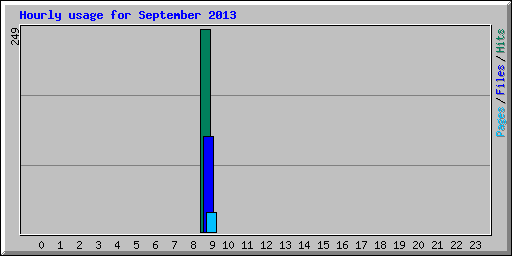 Hourly usage for September 2013
249
Pages/Files/Hits
0 1 2 3 4 5 6 7 8 9 10 11 12 13 14 15 16 17 18 19 20 21 22 23